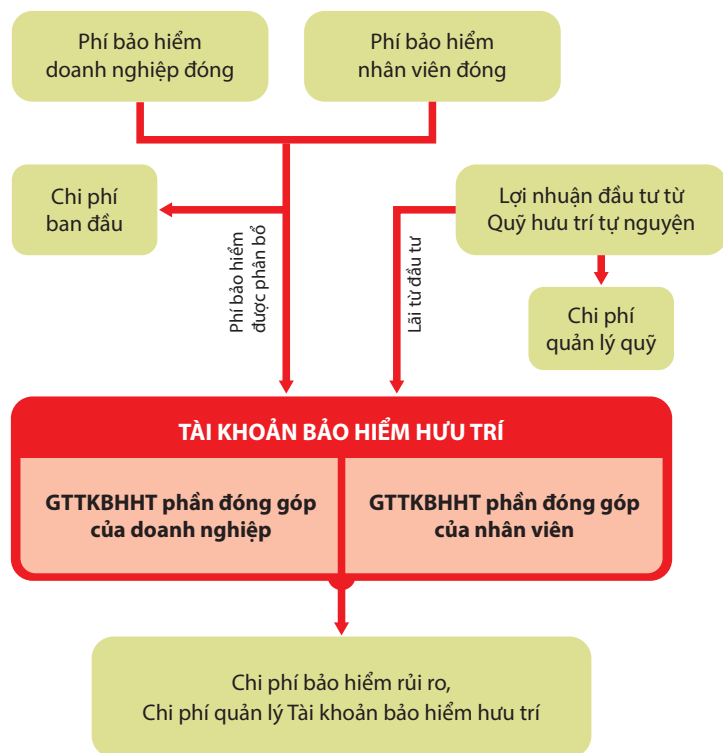 Phí bảo hiểm
doanh nghiệp đóng
Phí bảo hiểm
nhân viên đóng
Chi phí
ban đầu
Lợi nhuận đầu tư từ
Quỹ hưu trí tự nguyện
Phí bảo hiểm
được phân bổ
Lãi từ đầu tư
Chi phí
quản lý quỹ
TÀI KHOẢN BẢO HIỂM HƯU TRÍ
GTTKBHHT phần đóng góp
của doanh nghiệp
GTTKBHHT phần đóng góp
của nhân viên
Chi phí bảo hiểm rủi ro,
Chi phí quản lý Tài khoản bảo hiểm hưu trí